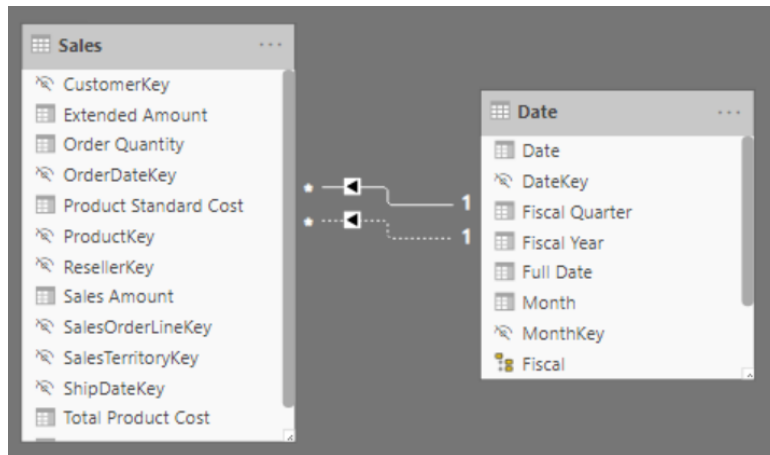 Sales
CustomerKey
Extended Amount
Order Quantity
OrderDateKey
Product Standard Cost
ProductKey
ResellerKey
Sales Amount
SalesOrderLineKey
SalesTerritoryKey
ShipDateKey
Total Product Cost
* 1
* 1
Date
Date
DateKey
Fiscal Quarter
Fiscal Year
Full Date
Month
MonthKey
Fiscal